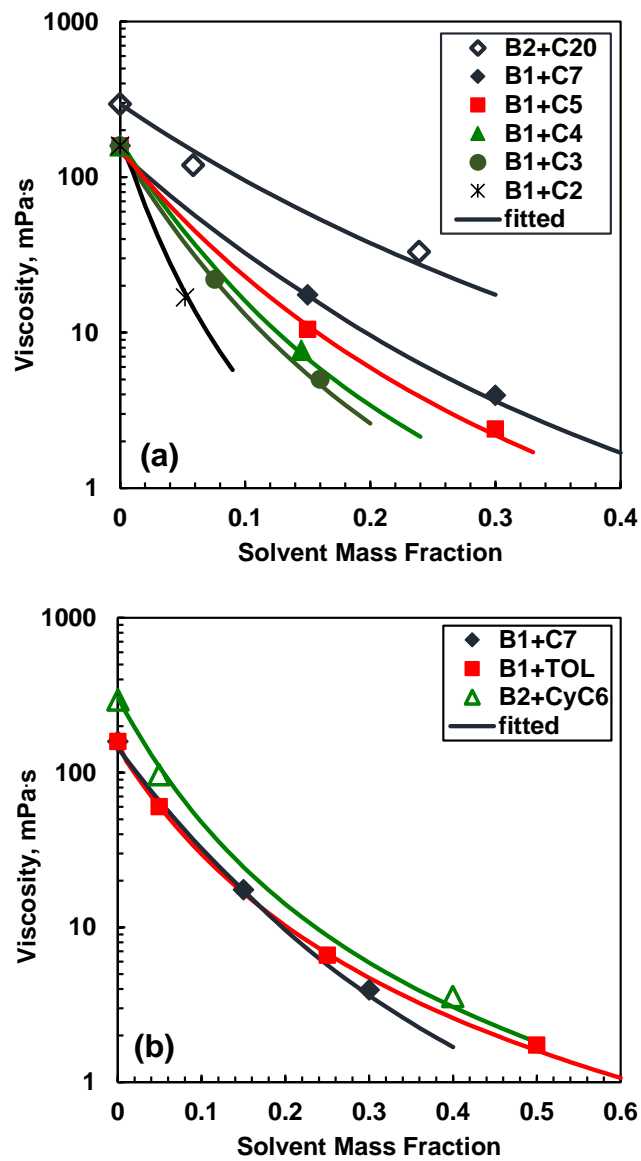 1000
100
10
1
Viscosity, mPa·s
B2+C20
B1+C7
B1+C5
B1+C4
B1+C3
B1+C2
fitted
(a)
0 0.1 0.2 0.3 0.4
Solvent Mass Fraction
1000
100
10
1
Viscosity, mPa·s
B1+C7
B1+TOL
B2+CyC6
fitted
(b)
0 0.1 0.2 0.3 0.4 0.5 0.6
Solvent Mass Fraction